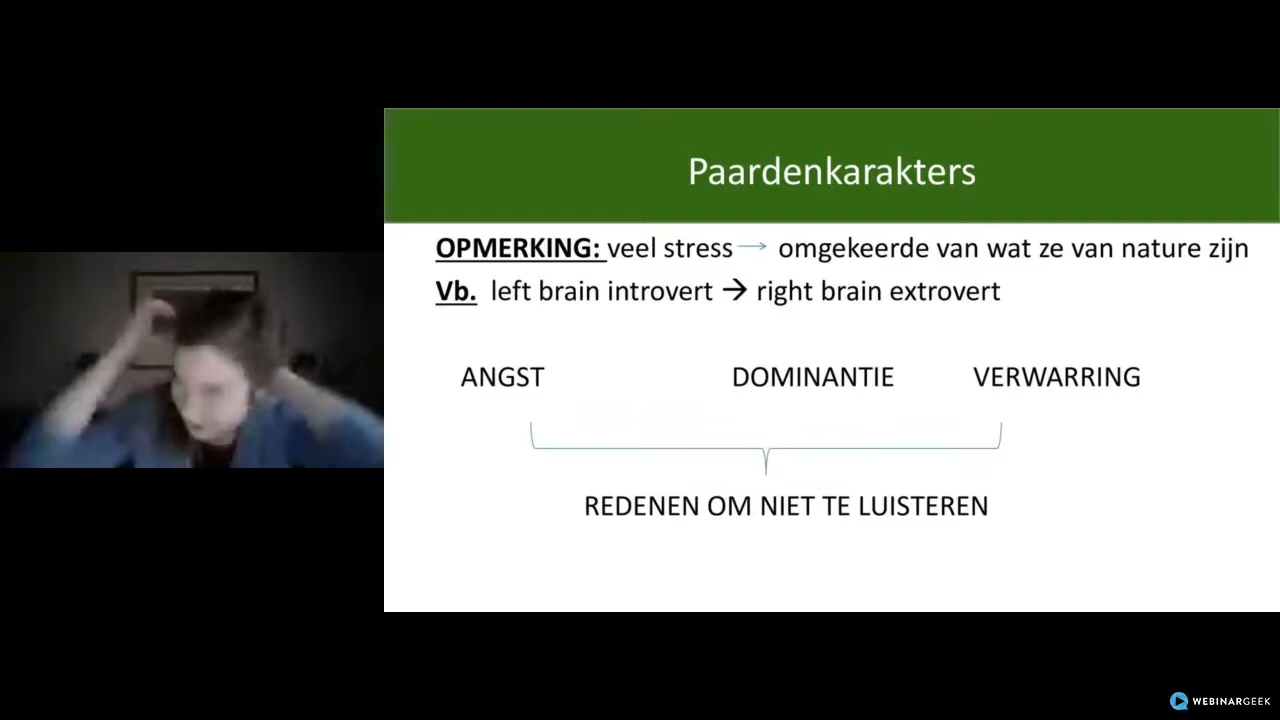 Paardenkarakters
OPMERKING: veel stress → omgekeerde van wat ze van nature zijn
Vb. left brain introvert → right brain extrovert
ANGST DOMINANTIE VERWARRING
REDENEN OM NIET TE LUISTEREN
WEBINARGEEK